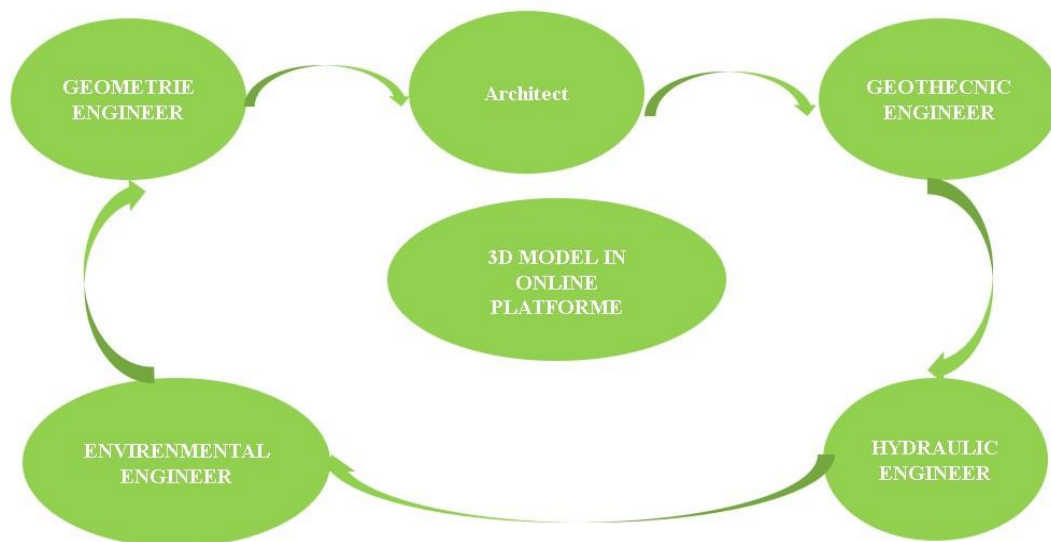 GEOMETRIE
ENGINEER
Architect
GEOTHECNIC
ENGINEER
3D MODEL IN
ONLINE
PLATFORME
ENVIRENMENTAL
ENGINEER
HYDRAULIC
ENGINEER